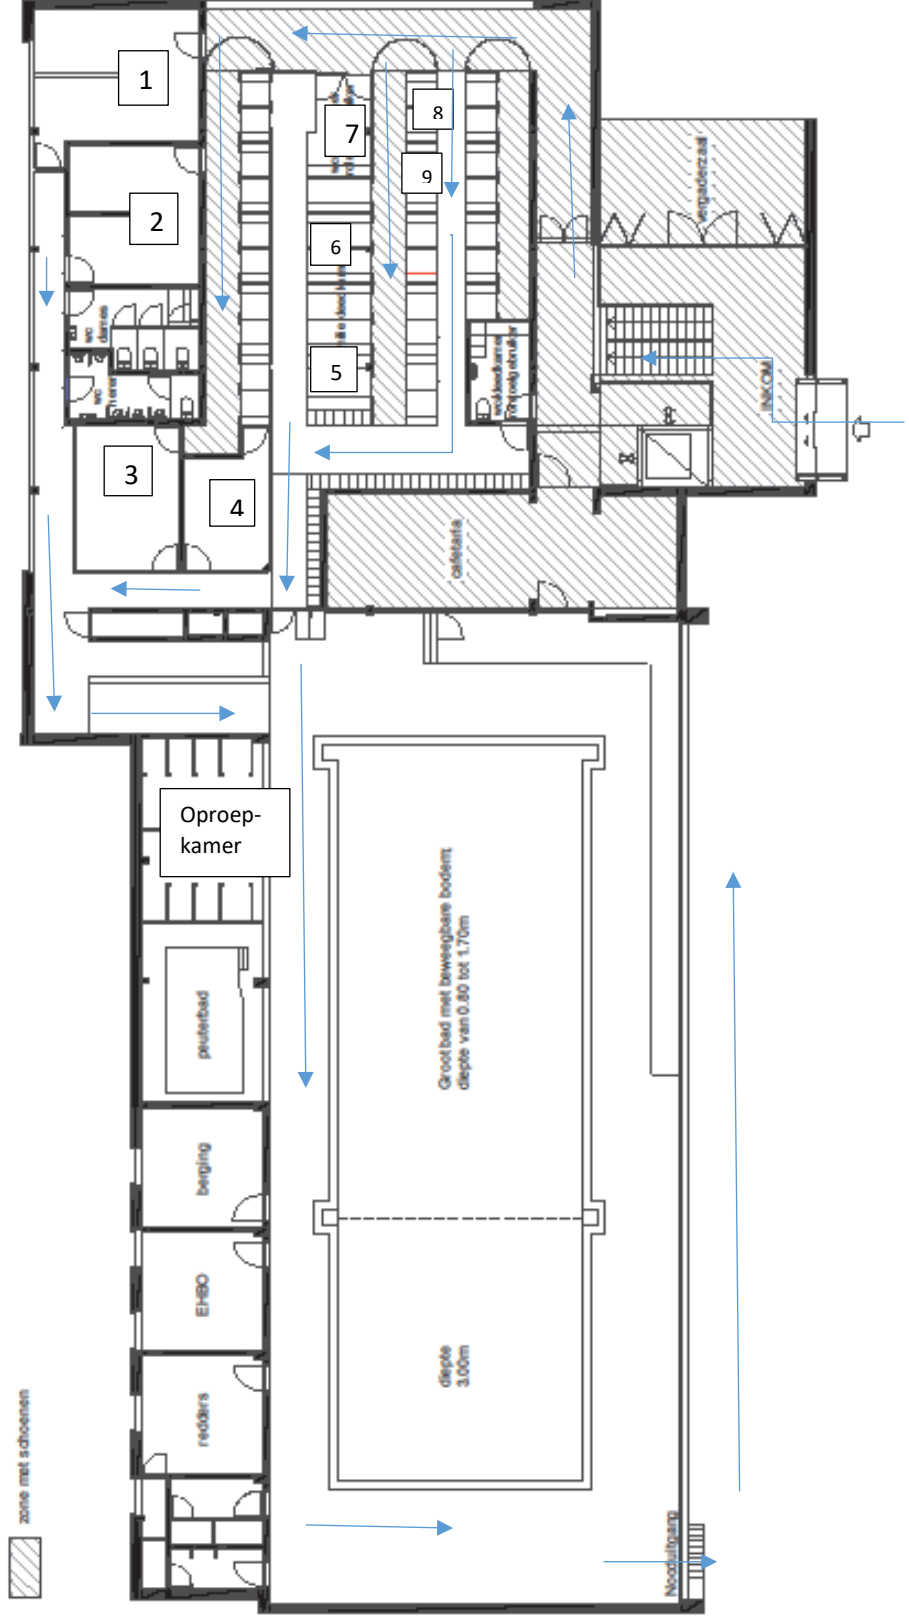 1
2
3
4
5
6
7
8
9
vergaderzaal
INKOM
wc
dames
wc
heren
cafetaria
Oproep-
kamer
Groot bad met beweegbare bodem;
diepte van 0.80 tot 1.70m
peuterbad
berging
EHBO
redders
diepte
3.00m
Nooduitgang
zone met schoenen